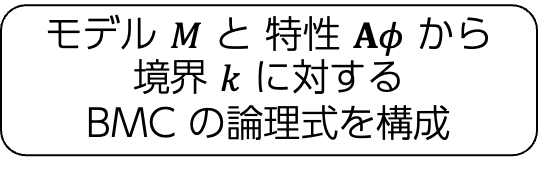 モデル M と 特性 Aϕ から
境界 k に対する
BMC の論理式を構成